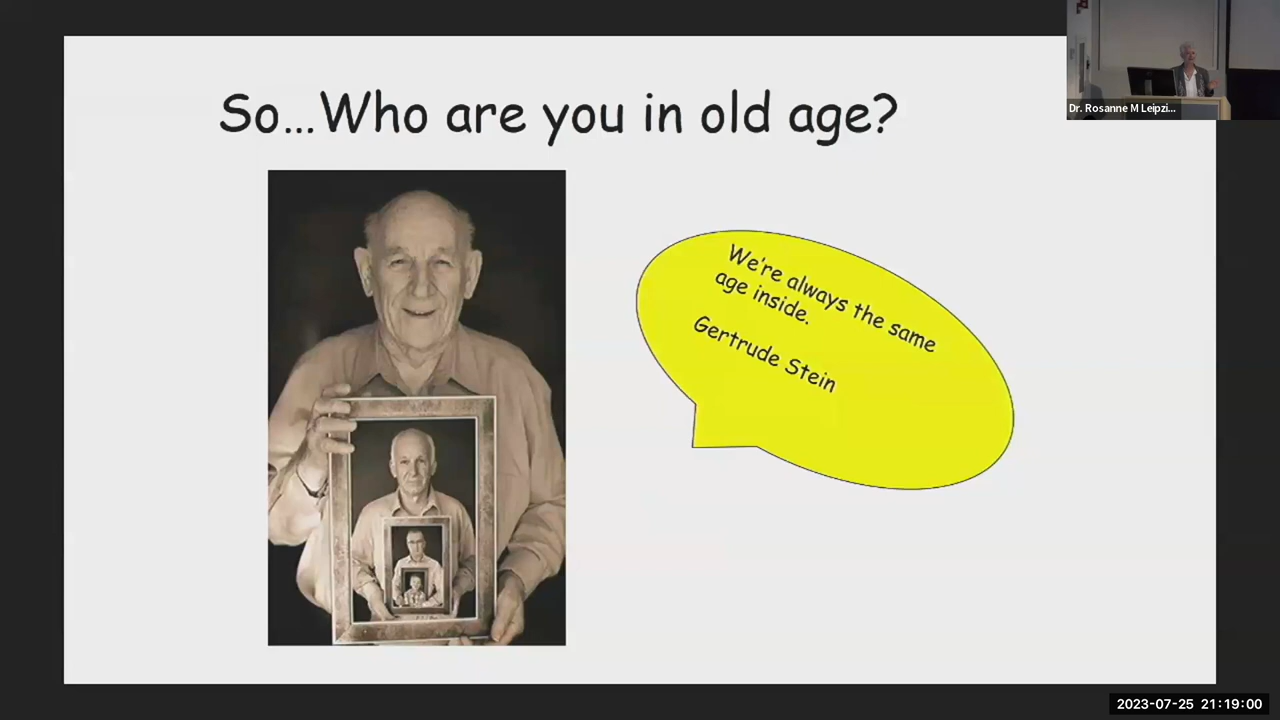 So...Who are you in old age?
We're always the same
age inside.
Gertrude Stein
Dr. Rosanne M Leipzi...
2023-07-25 21:19:00